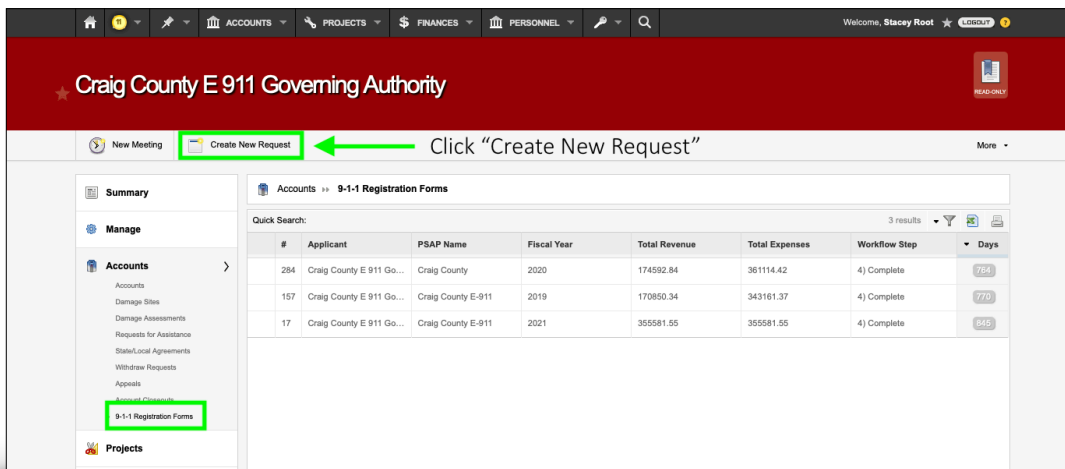 11 ACCOUNTS PROJECTS $ FINANCES PERSONNEL Welcome, Stacey Root LOGOUT ?
Craig County E 911 Governing Authority
READ-ONLY
New Meeting Create New Request Click "Create New Request" More
Summary
Accounts 9-1-1 Registration Forms
Quick Search: 3 results
Manage
# Applicant PSAP Name Fiscal Year Total Revenue Total Expenses Workflow Step Days
Accounts
284 Craig County E 911 Go... Craig County 2020 174592.84 361114.42 4) Complete 764
Accounts
157 Craig County E 911 Go... Craig County E-911 2019 170850.34 343161.37 4) Complete 770
Damage Sites
Damage Assessments
17 Craig County E 911 Go... Craig County E-911 2021 355581.55 355581.55 4) Complete 845
Requests for Assistance
State/Local Agreements
Withdraw Requests
Appeals
Account Closeouts
9-1-1 Registration Forms
Projects